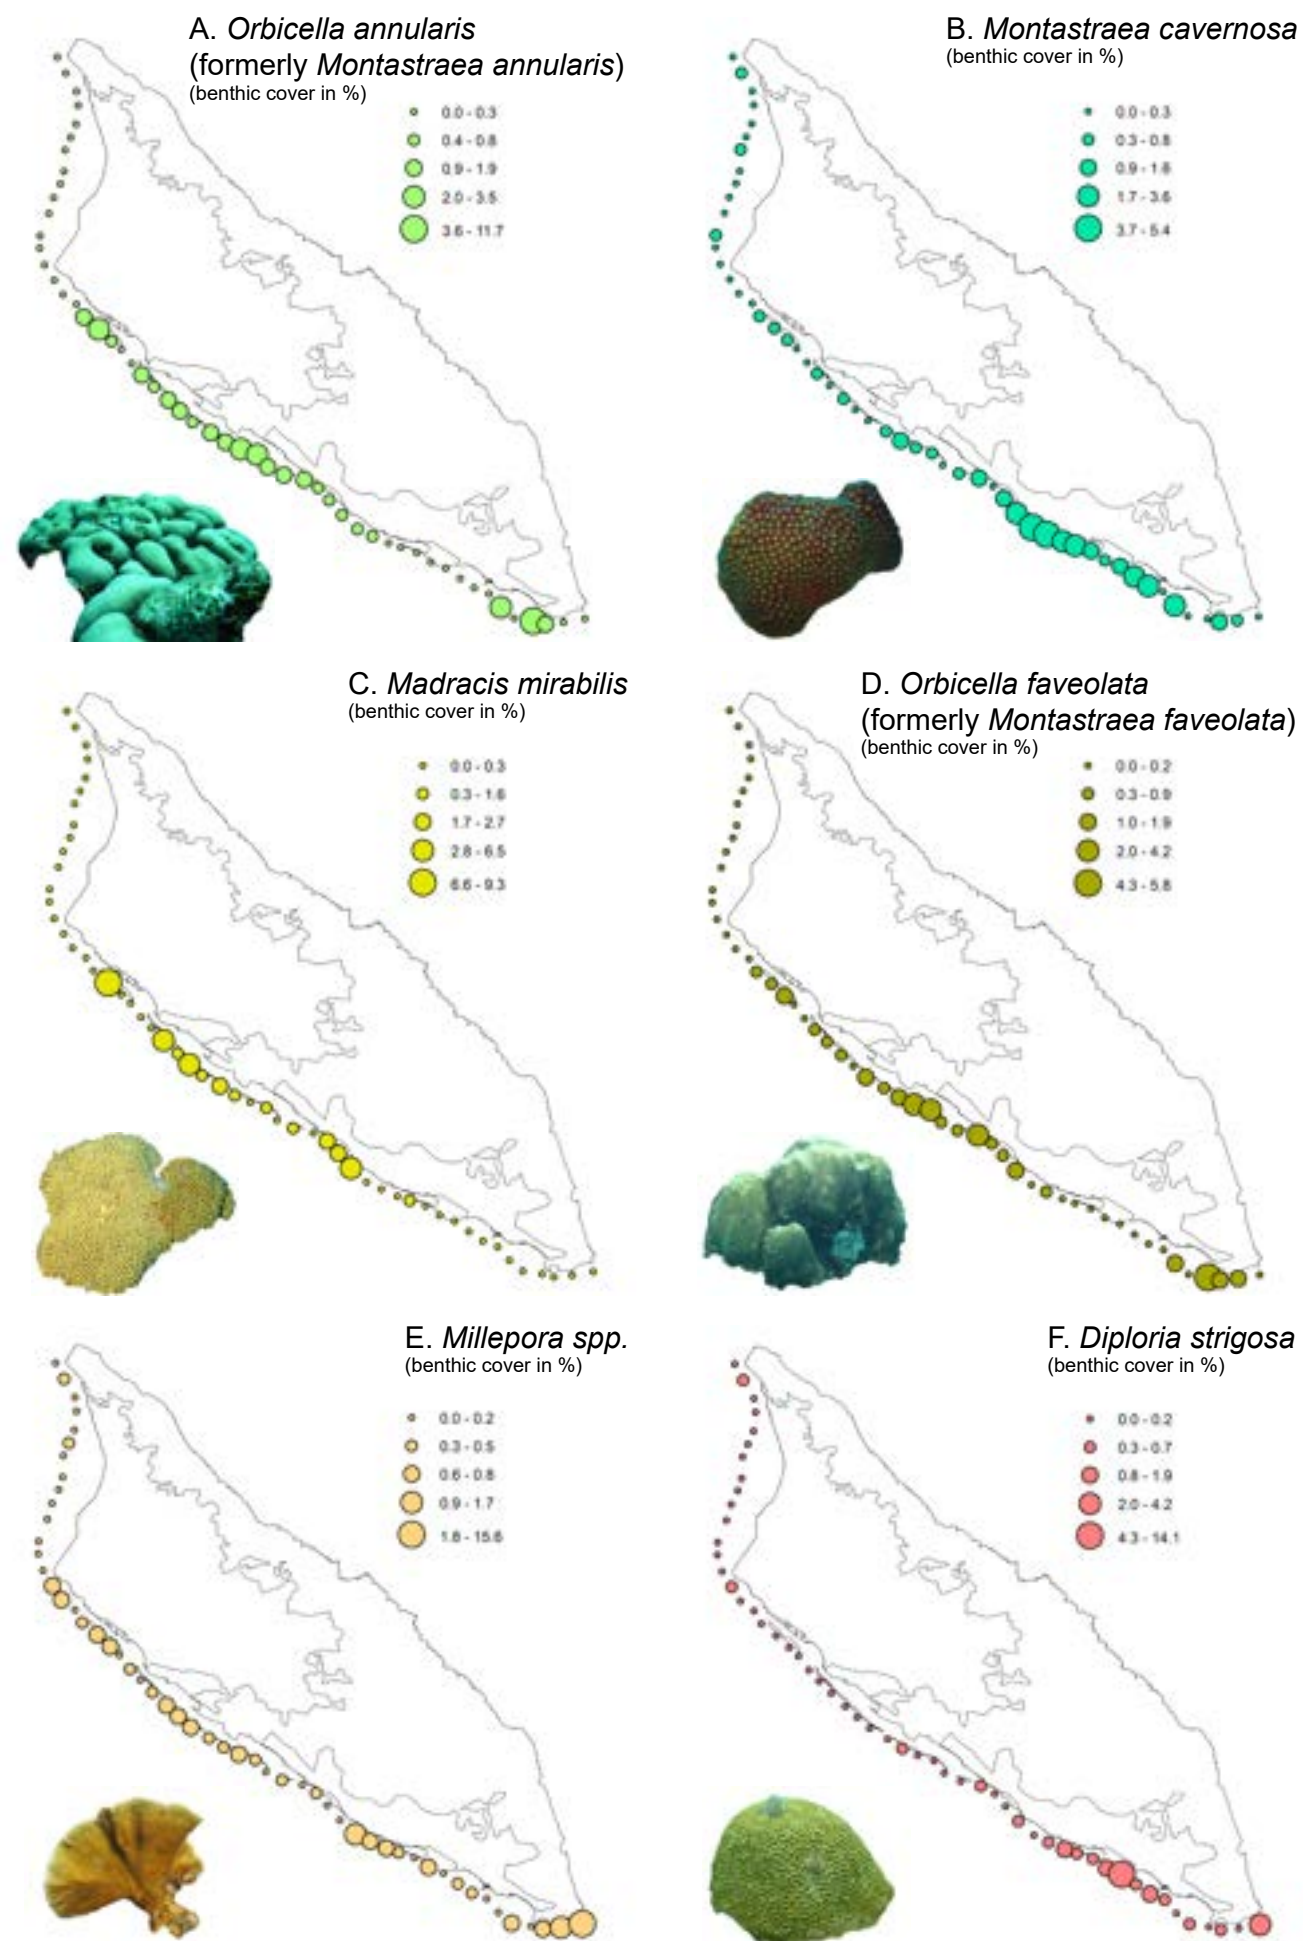 A. Orbicella annularis
(formerly Montastraea annularis)
(benthic cover in %)
0.0 - 0.3
0.4 - 0.8
0.9 - 1.9
2.0 - 3.5
3.6 - 11.7
B. Montastraea cavernosa
(benthic cover in %)
0.0 - 0.3
0.3 - 0.8
0.9 - 1.6
1.7 - 3.6
3.7 - 5.4
C. Madracis mirabilis
(benthic cover in %)
0.0 - 0.3
0.3 - 1.6
1.7 - 2.7
2.8 - 6.5
6.6 - 9.3
D. Orbicella faveolata
(formerly Montastraea faveolata)
(benthic cover in %)
0.0 - 0.2
0.3 - 0.9
1.0 - 1.9
2.0 - 4.2
4.3 - 5.8
E. Millepora spp.
(benthic cover in %)
0.0 - 0.2
0.3 - 0.5
0.6 - 0.8
0.9 - 1.7
1.8 - 15.6
F. Diploria strigosa
(benthic cover in %)
0.0 - 0.2
0.3 - 0.7
0.8 - 1.9
2.0 - 4.2
4.3 - 14.1